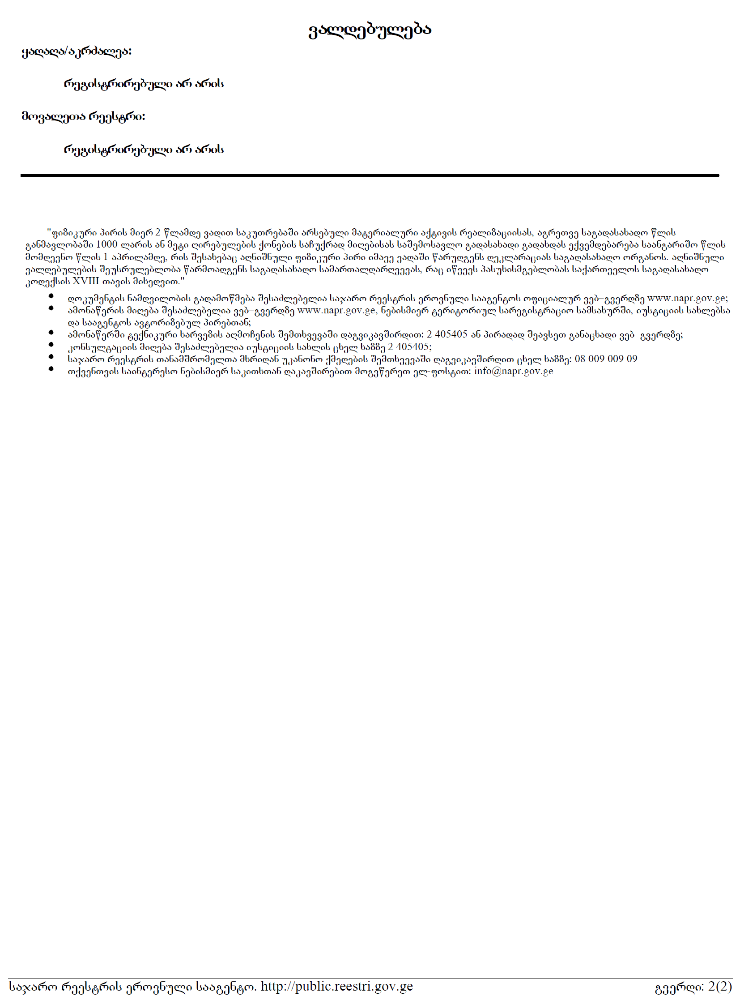 ვალდებულება
ყადაღა/აკრძალვა:
რეგისტრირებული არ არის
მოვალეთა რეესტრი:
რეგისტრირებული არ არის
"ფიზიკური პირის მიერ 2 წლამდე ვადით საკუთრებაში არსებული მატერიალური აქტივის რეალიზაციისას, აგრეთვე საგადასახადო წლის
განმავლობაში 1000 ლარის ან მეტი ღირებულების ქონების საჩუქრად მიღებისას საშემოსავლო გადასახადი გადახდას ექვემდებარება საანგარიშო წლის
მომდევნო წლის 1 აპრილამდე, რის შესახებაც აღნიშნული ფიზიკური პირი იმავე ვადაში წარუდგენს დეკლარაციას საგადასახადო ორგანოს. აღნიშნული
ვალდებულების შეუსრულებლობა წარმოადგენს საგადასახადო სამართალდარღვევას, რაც იწვევს პასუხისმგებლობას საქართველოს საგადასახადო
კოდექსის XVIII თავის მიხედვით."
• დოკუმენტის ნამდვილობის გადამოწმება შესაძლებელია საჯარო რეესტრის ეროვნული სააგენტოს ოფიციალურ ვებ–გვერდზე www.napr.gov.ge;
• ამონაწერის მიღება შესაძლებელია ვებ–გვერდზე www.napr.gov.ge, ნებისმიერ ტერიტორიულ სარეგისტრაციო სამსახურში, იუსტიციის სახლებსა
და სააგენტოს ავტორიზებულ პირებთან;
• ამონაწერში ტექნიკური ხარვეზის აღმოჩენის შემთხვევაში დაგვიკავშირდით: 2 405405 ან პირადად შეავსეთ განაცხადი ვებ–გვერდზე;
• კონსულტაციის მიღება შესაძლებელია იუსტიციის სახლის ცხელ ხაზზე 2 405405;
• საჯარო რეესტრის თანამშრომელთა მხრიდან უკანონო ქმედების შემთხვევაში დაგვიკავშირდით ცხელ ხაზზე: 08 009 009 09
• თქვენთვის საინტერესო ნებისმიერ საკითხთან დაკავშირებით მოგვწერეთ ელ-ფოსტით: info@napr.gov.ge
საჯარო რეესტრის ეროვნული სააგენტო. http://public.reestri.gov.ge
გვერდი: 2(2)